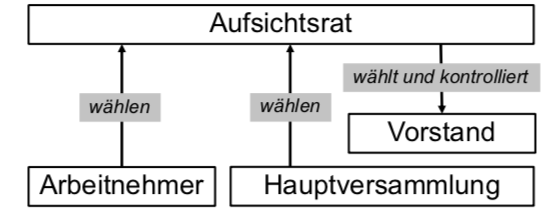 Aufsichtsrat
wählt und kontrolliert
wählen
wählen
Vorstand
Arbeitnehmer
Hauptversammlung